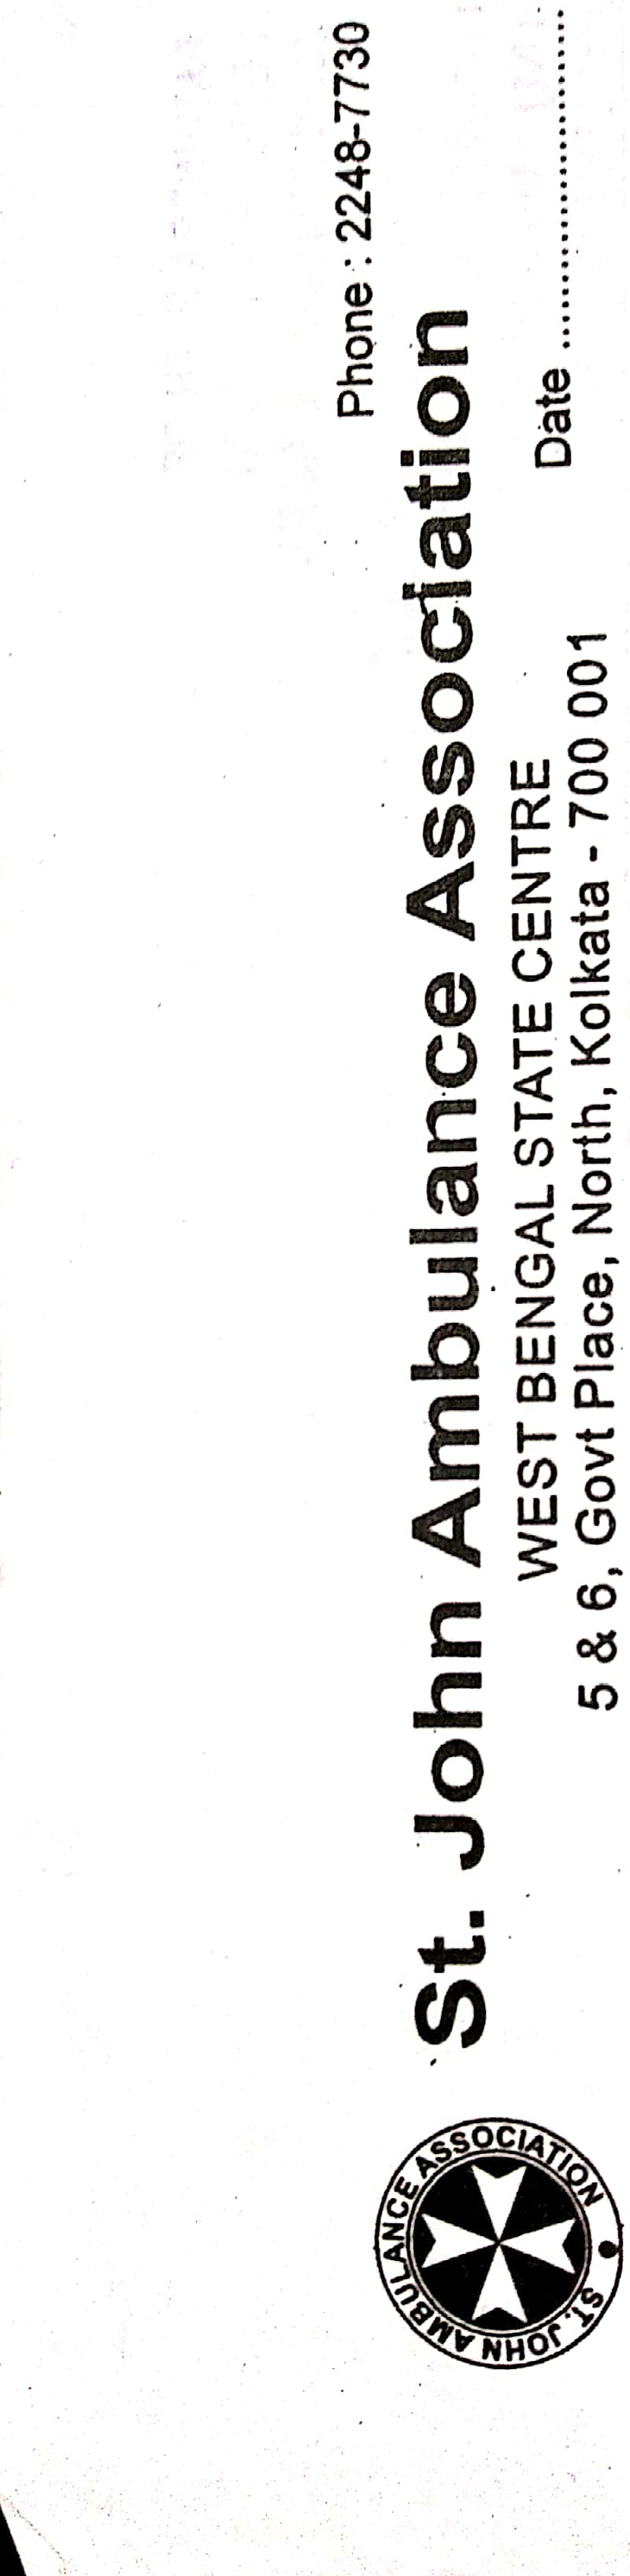 Phone : 2248-7730
St. John Ambulance Association
WEST BENGAL STATE CENTRE
5 & 6, Govt Place, North, Kolkata - 700 001
Date ..............................
ST. JOHN AMBULANCE ASSOCIATION